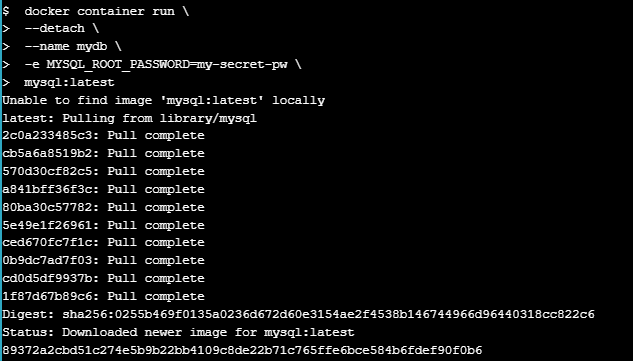 $ docker container run \
> --detach \
> --name mydb \
> -e MYSQL_ROOT_PASSWORD=my-secret-pw \
> mysql:latest
Unable to find image 'mysql:latest' locally
latest: Pulling from library/mysql
2c0a233485c3: Pull complete
cb5a6a8519b2: Pull complete
570d30cf82c5: Pull complete
a841bff36f3c: Pull complete
80ba30c57782: Pull complete
5e49e1f26961: Pull complete
ced670fc7f1c: Pull complete
0b9dc7ad7f03: Pull complete
cd0d5df9937b: Pull complete
1f87d67b89c6: Pull complete
Digest: sha256:0255b469f0135a0236d672d60e3154ae2f4538b146744966d96440318cc822c6
Status: Downloaded newer image for mysql:latest
89372a2cbd51c274e5b9b22bb4109c8de22b71c765ffe6bce584b6fdef90f0b6